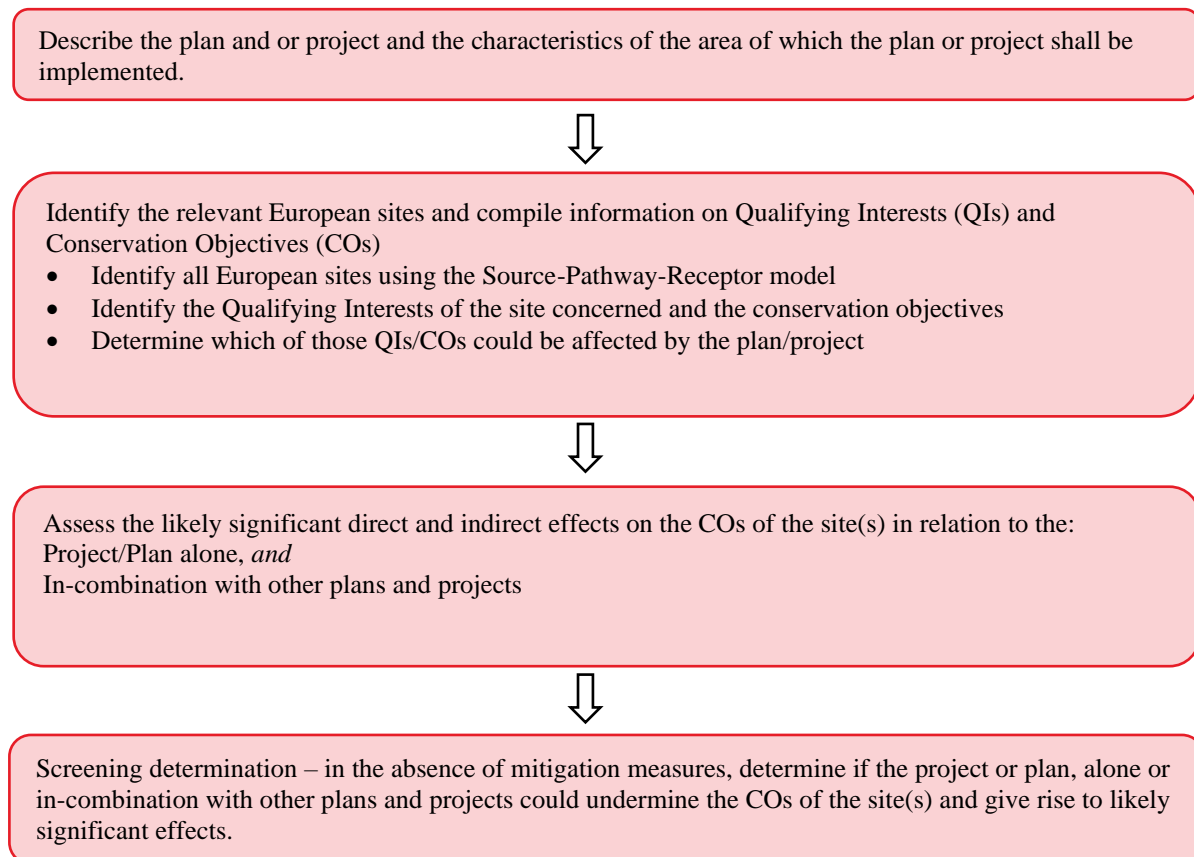 Describe the plan and or project and the characteristics of the area of which the plan or project shall be
implemented.
Identify the relevant European sites and compile information on Qualifying Interests (QIs) and
Conservation Objectives (COs)
• Identify all European sites using the Source-Pathway-Receptor model
• Identify the Qualifying Interests of the site concerned and the conservation objectives
• Determine which of those QIs/COs could be affected by the plan/project
Assess the likely significant direct and indirect effects on the COs of the site(s) in relation to the:
Project/Plan alone, and
In-combination with other plans and projects
Screening determination – in the absence of mitigation measures, determine if the project or plan, alone or
in-combination with other plans and projects could undermine the COs of the site(s) and give rise to likely
significant effects.